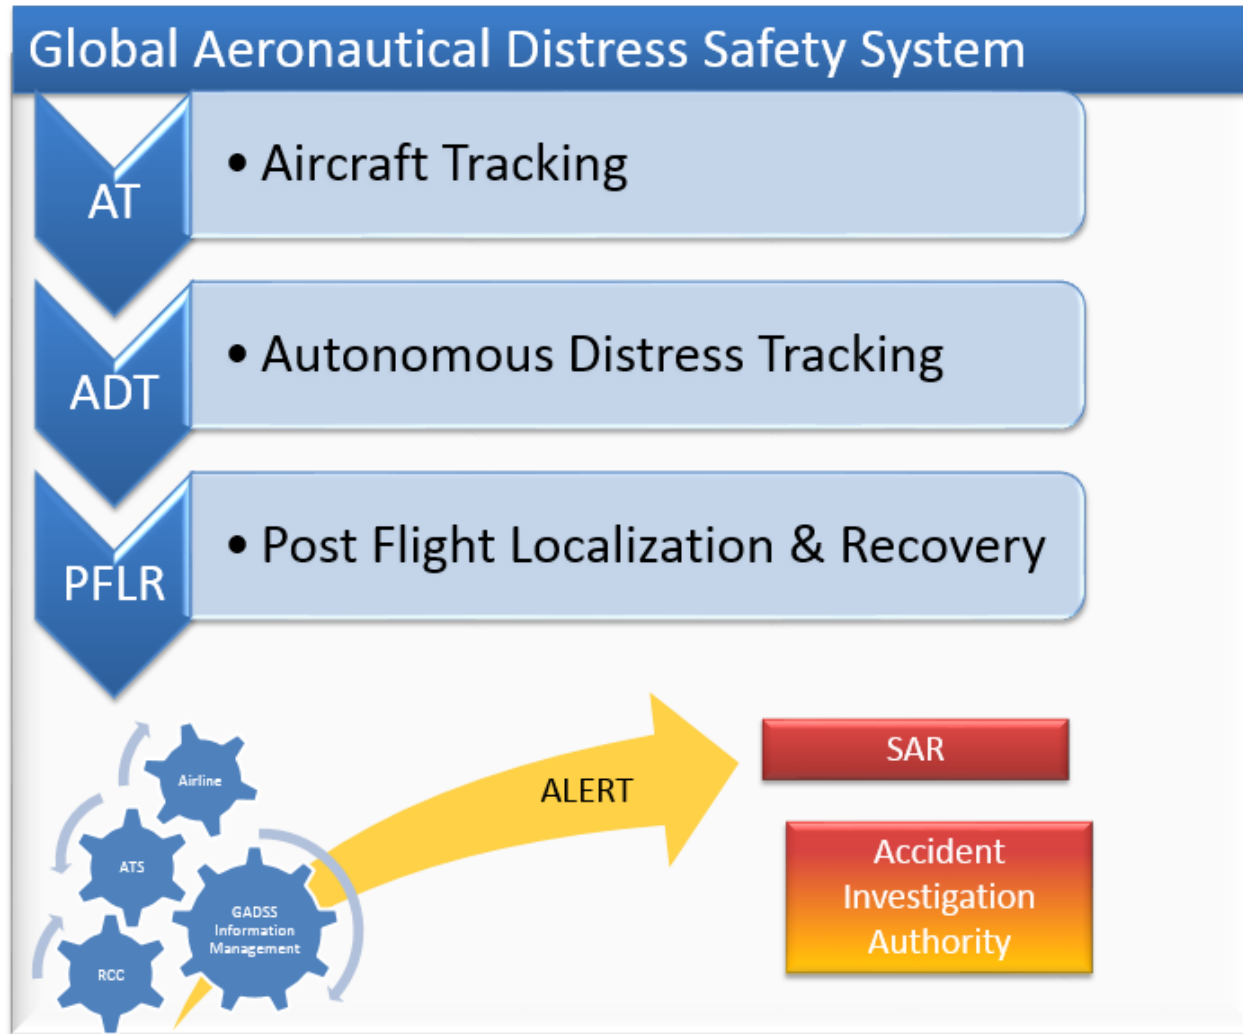 Global Aeronautical Distress Safety System
AT
• Aircraft Tracking
ADT
• Autonomous Distress Tracking
PFLR
• Post Flight Localization & Recovery
Airline
ATS
RCC
GADSS
Information
Management
ALERT
SAR
Accident
Investigation
Authority